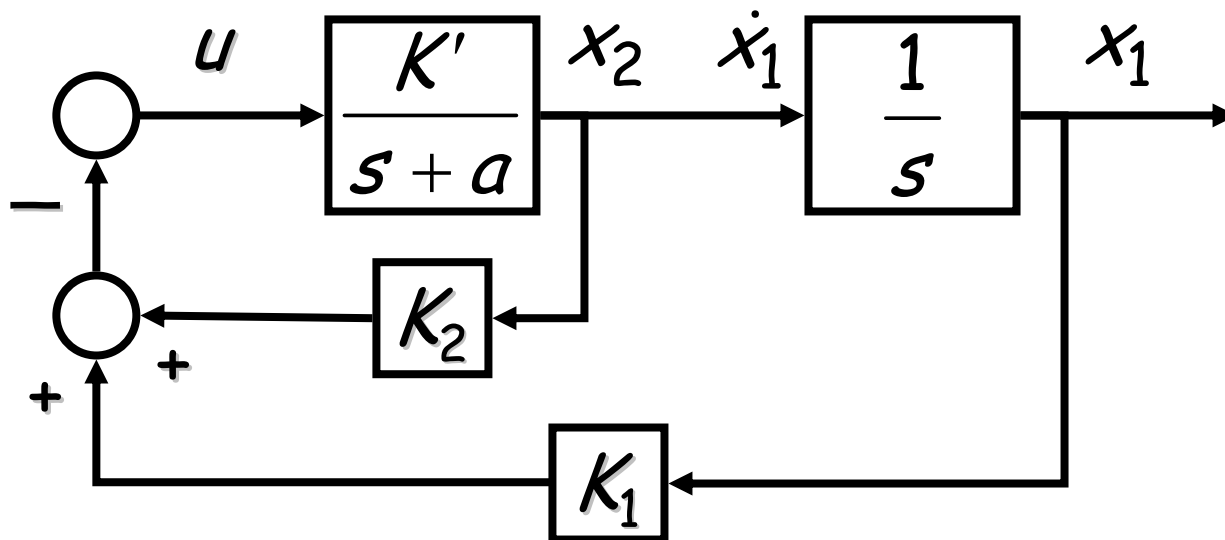 u
K'
s + a
x₂
ẋ₁
1
s
x₁
−
K₂
+
+
K₁